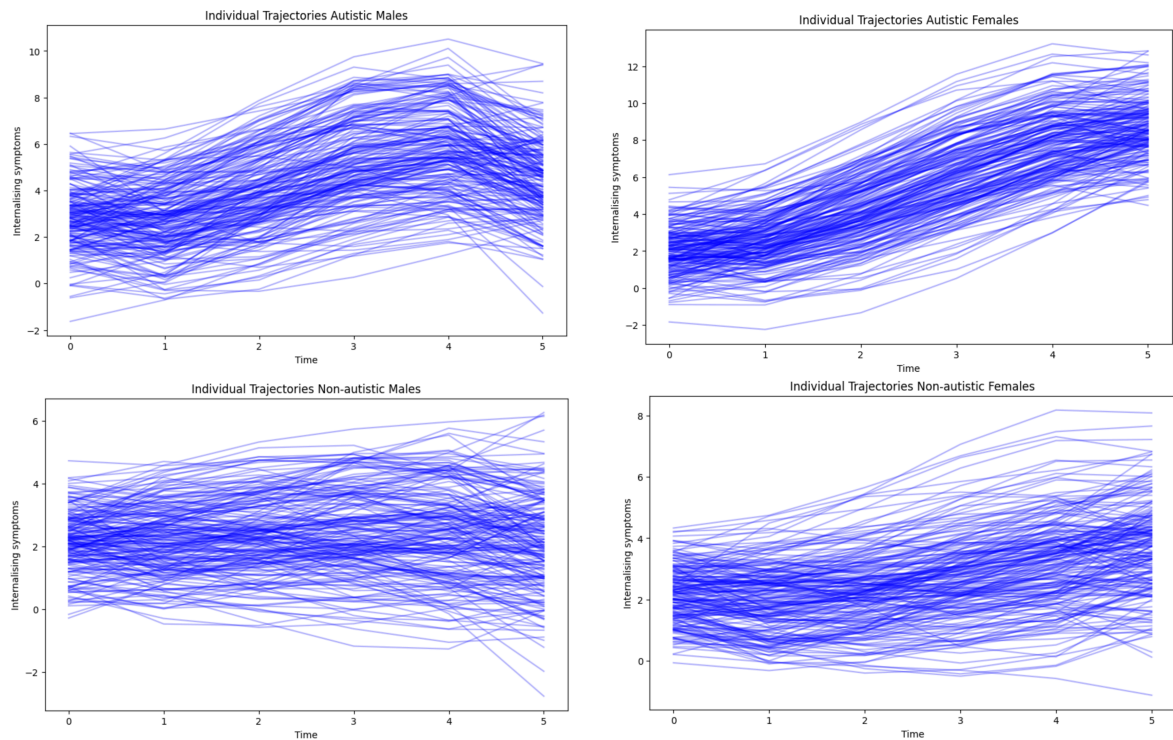 Individual Trajectories Autistic Males
Internalising symptoms
10
8
6
4
2
0
−2
0 1 2 3 4 5
Time
Individual Trajectories Autistic Females
Internalising symptoms
12
10
8
6
4
2
0
−2
0 1 2 3 4 5
Time
Individual Trajectories Non-autistic Males
Internalising symptoms
6
4
2
0
−2
0 1 2 3 4 5
Time
Individual Trajectories Non-autistic Females
Internalising symptoms
8
6
4
2
0
0 1 2 3 4 5
Time